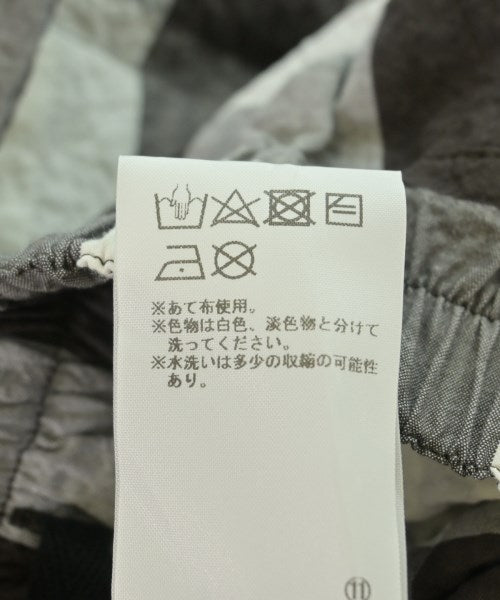 ※あて布使用。
※色物は白色、淡色物と分けて
洗ってください。
※水洗いは多少の収縮の可能性
あり。
⑪